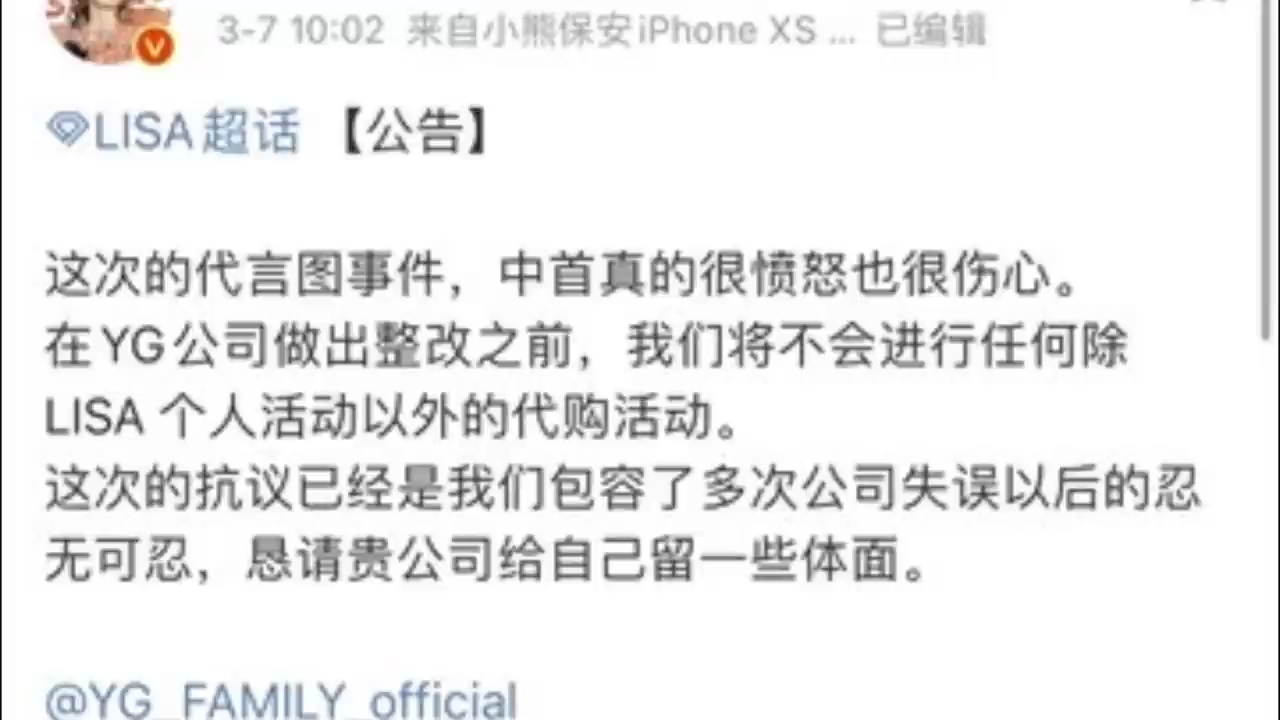 3-7 10:02 来自小熊保安iPhone XS ... 已编辑
LISA超话 【公告】
这次的代言图事件，中首真的很愤怒也很伤心。
在YG公司做出整改之前，我们将不会进行任何除
LISA 个人活动以外的代购活动。
这次的抗议已经是我们包容了多次公司失误以后的忍
无可忍，恳请贵公司给自己留一些体面。
@YG_FAMILY_official